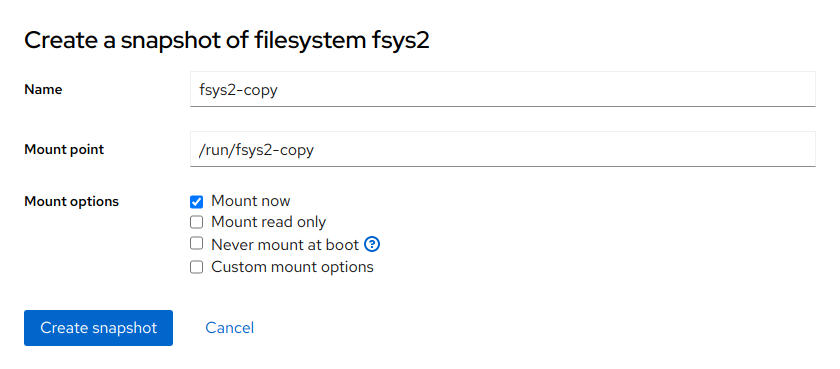 Create a snapshot of filesystem fsys2
Name
fsys2-copy
Mount point
/run/fsys2-copy
Mount options
Mount now
Mount read only
Never mount at boot ?
Custom mount options
Create snapshot
Cancel